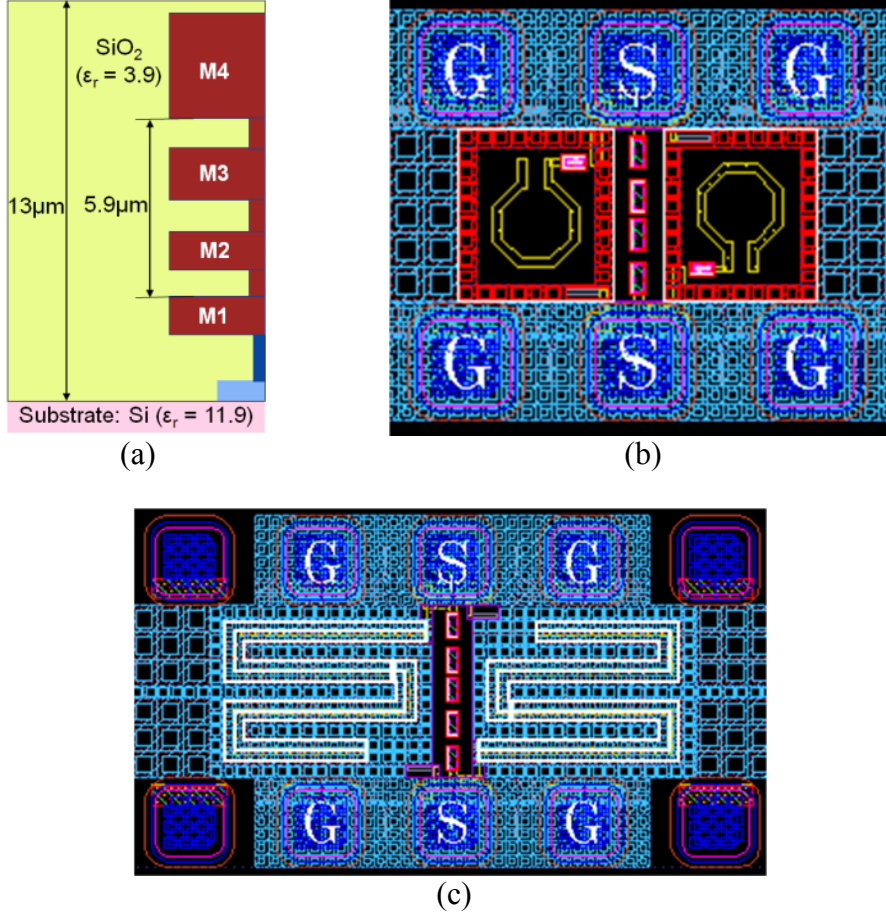 SiO₂
(εᵣ = 3.9)
M4
M3
13μm
5.9μm
M2
M1
Substrate: Si (εᵣ = 11.9)
(a)
G S G
G S G
(b)
G S G
G S G
(c)